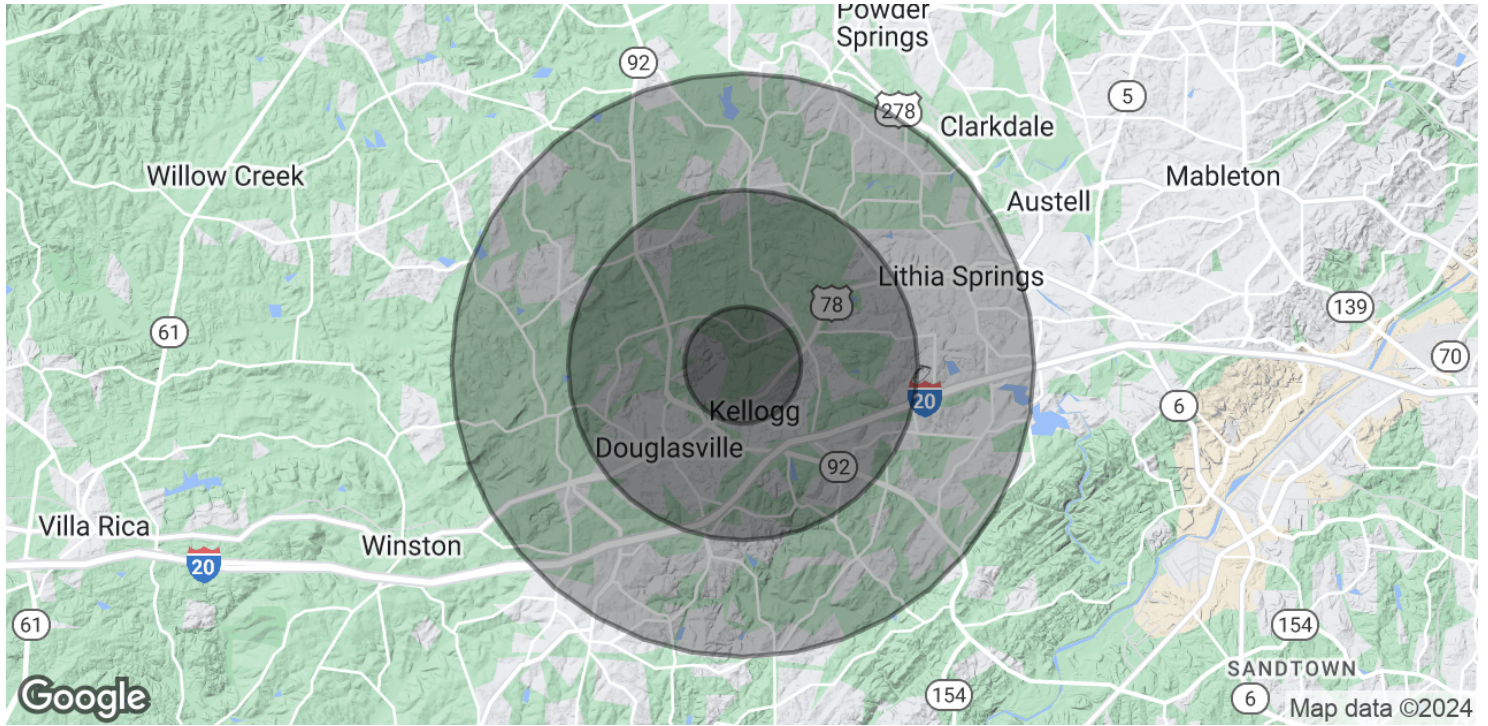 Powder
Springs
92
278
5
Clarkdale
Willow Creek
Mableton
Austell
Lithia Springs
78
139
61
70
20
6
Kellogg
Douglasville
92
Villa Rica
Winston
20
61
154
SANDTOWN
154
6
Google
Map data ©2024